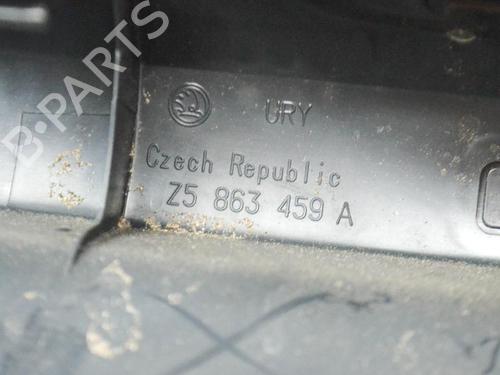 B-PARTS
URY
Czech Republic
Z5 863 459 A